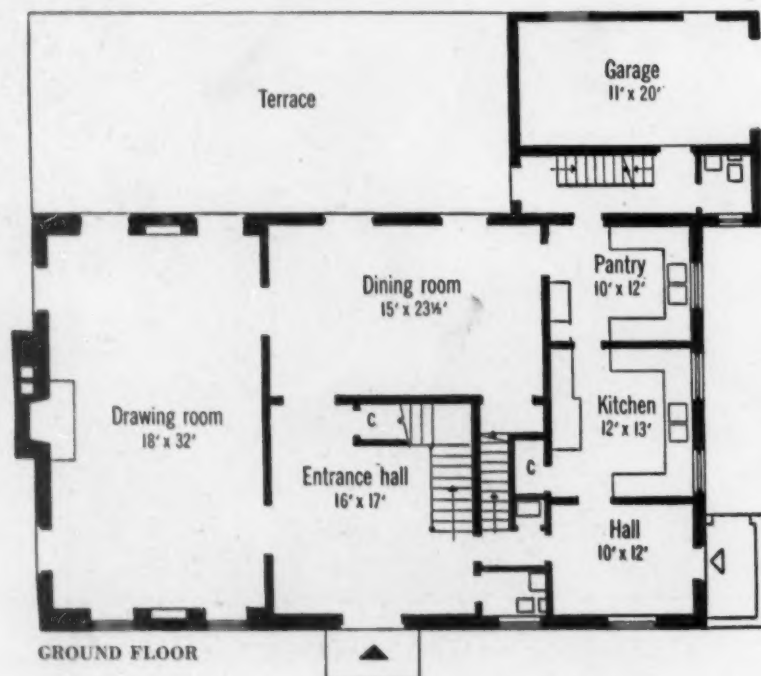 Terrace
Garage
11' x 20'
Dining room
15' x 23½'
Pantry
10' x 12'
Drawing room
18' x 32'
C
Entrance hall
16' x 17'
Kitchen
12' x 13'
C
Hall
10' x 12'
GROUND FLOOR